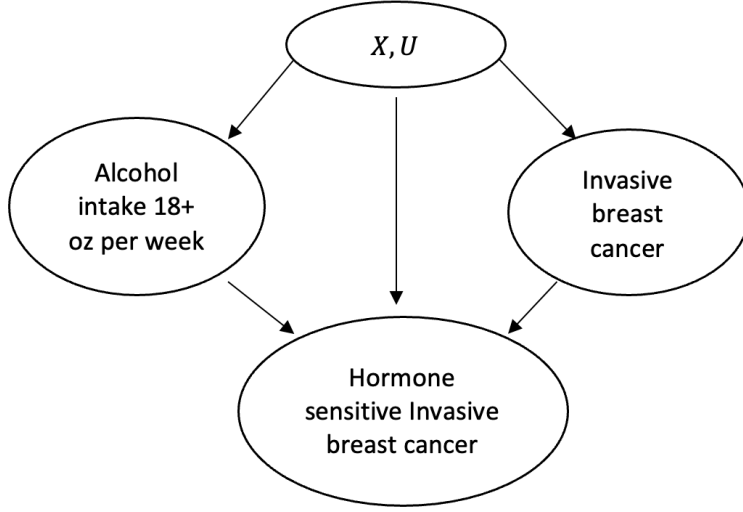 X, U
Alcohol
intake 18+
oz per week
Invasive
breast
cancer
Hormone
sensitive Invasive
breast cancer